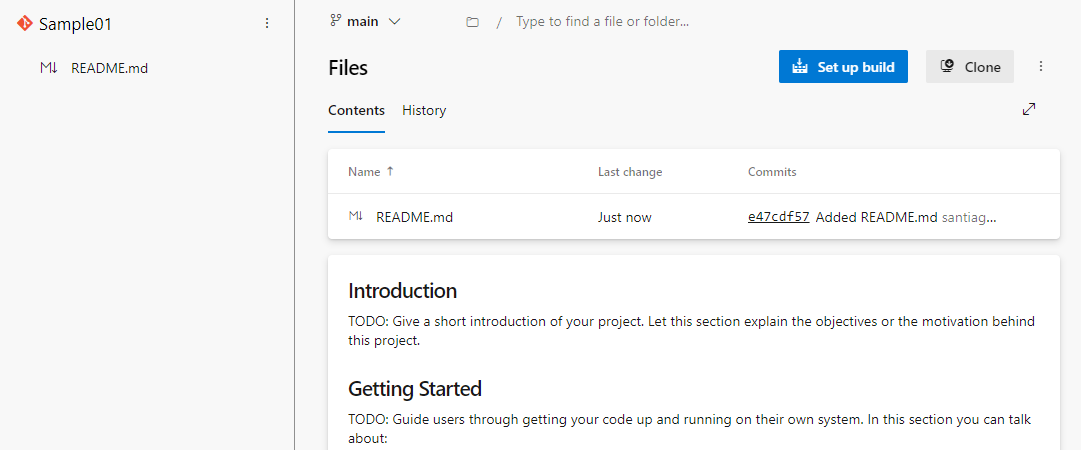 Sample01
README.md
main
/ Type to find a file or folder...
Files
Set up build
Clone
Contents
History
Name ↑ Last change Commits
README.md Just now e47cdf57 Added README.md santiag...
Introduction
TODO: Give a short introduction of your project. Let this section explain the objectives or the motivation behind
this project.
Getting Started
TODO: Guide users through getting your code up and running on their own system. In this section you can talk
about: